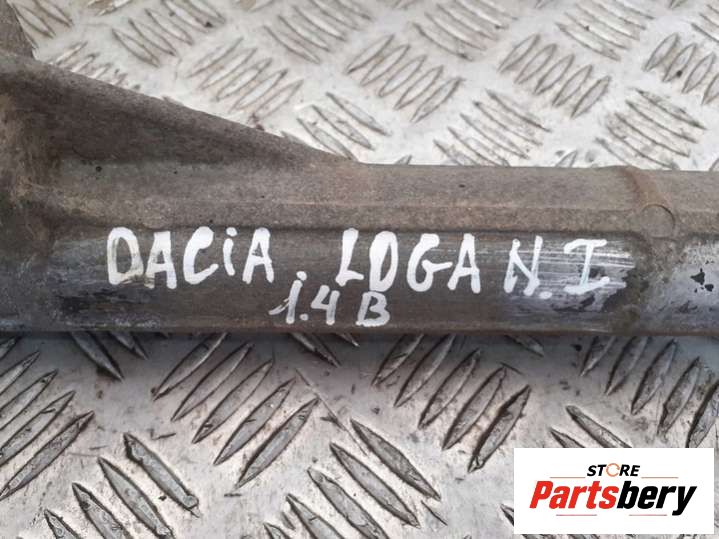 DACiA. LOGAN. I
1.4 B
STORE
Partsbery